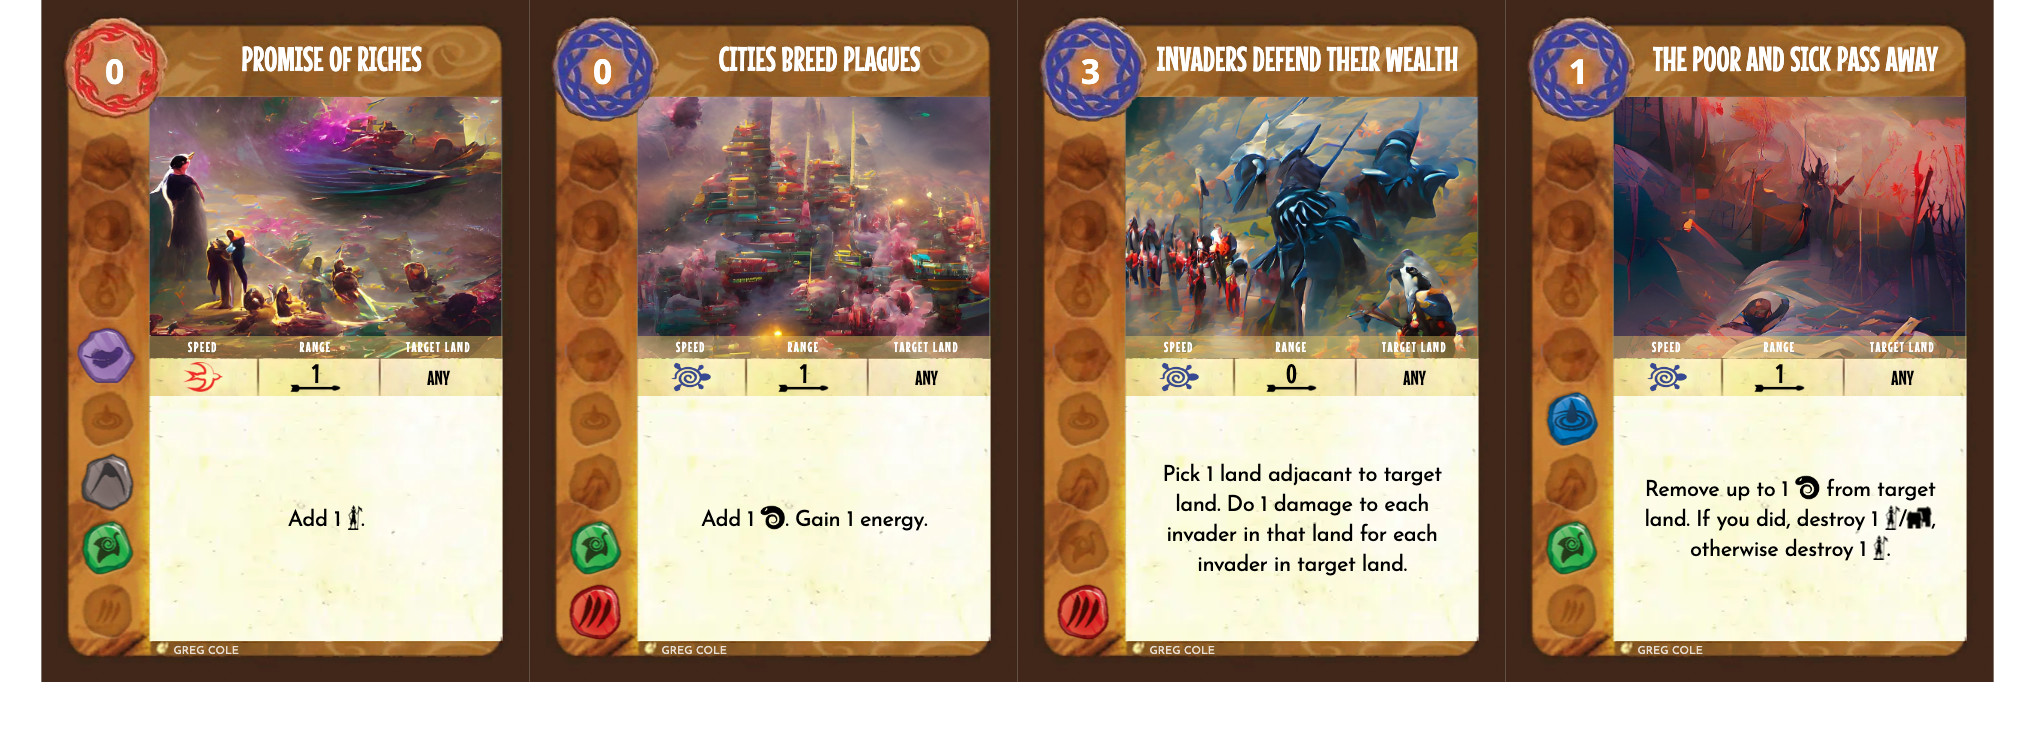 0
PROMISE OF RICHES
SPEED RANGE TARGET LAND
1 ANY
Add 1 .
GREG COLE
0
CITIES BREED PLAGUES
SPEED RANGE TARGET LAND
1 ANY
Add 1 . Gain 1 energy.
GREG COLE
3
INVADERS DEFEND THEIR WEALTH
SPEED RANGE TARGET LAND
0 ANY
Pick 1 land adjacant to target
land. Do 1 damage to each
invader in that land for each
invader in target land.
GREG COLE
1
THE POOR AND SICK PASS AWAY
SPEED RANGE TARGET LAND
1 ANY
Remove up to 1 from target
land. If you did, destroy 1 / ,
otherwise destroy 1 .
GREG COLE